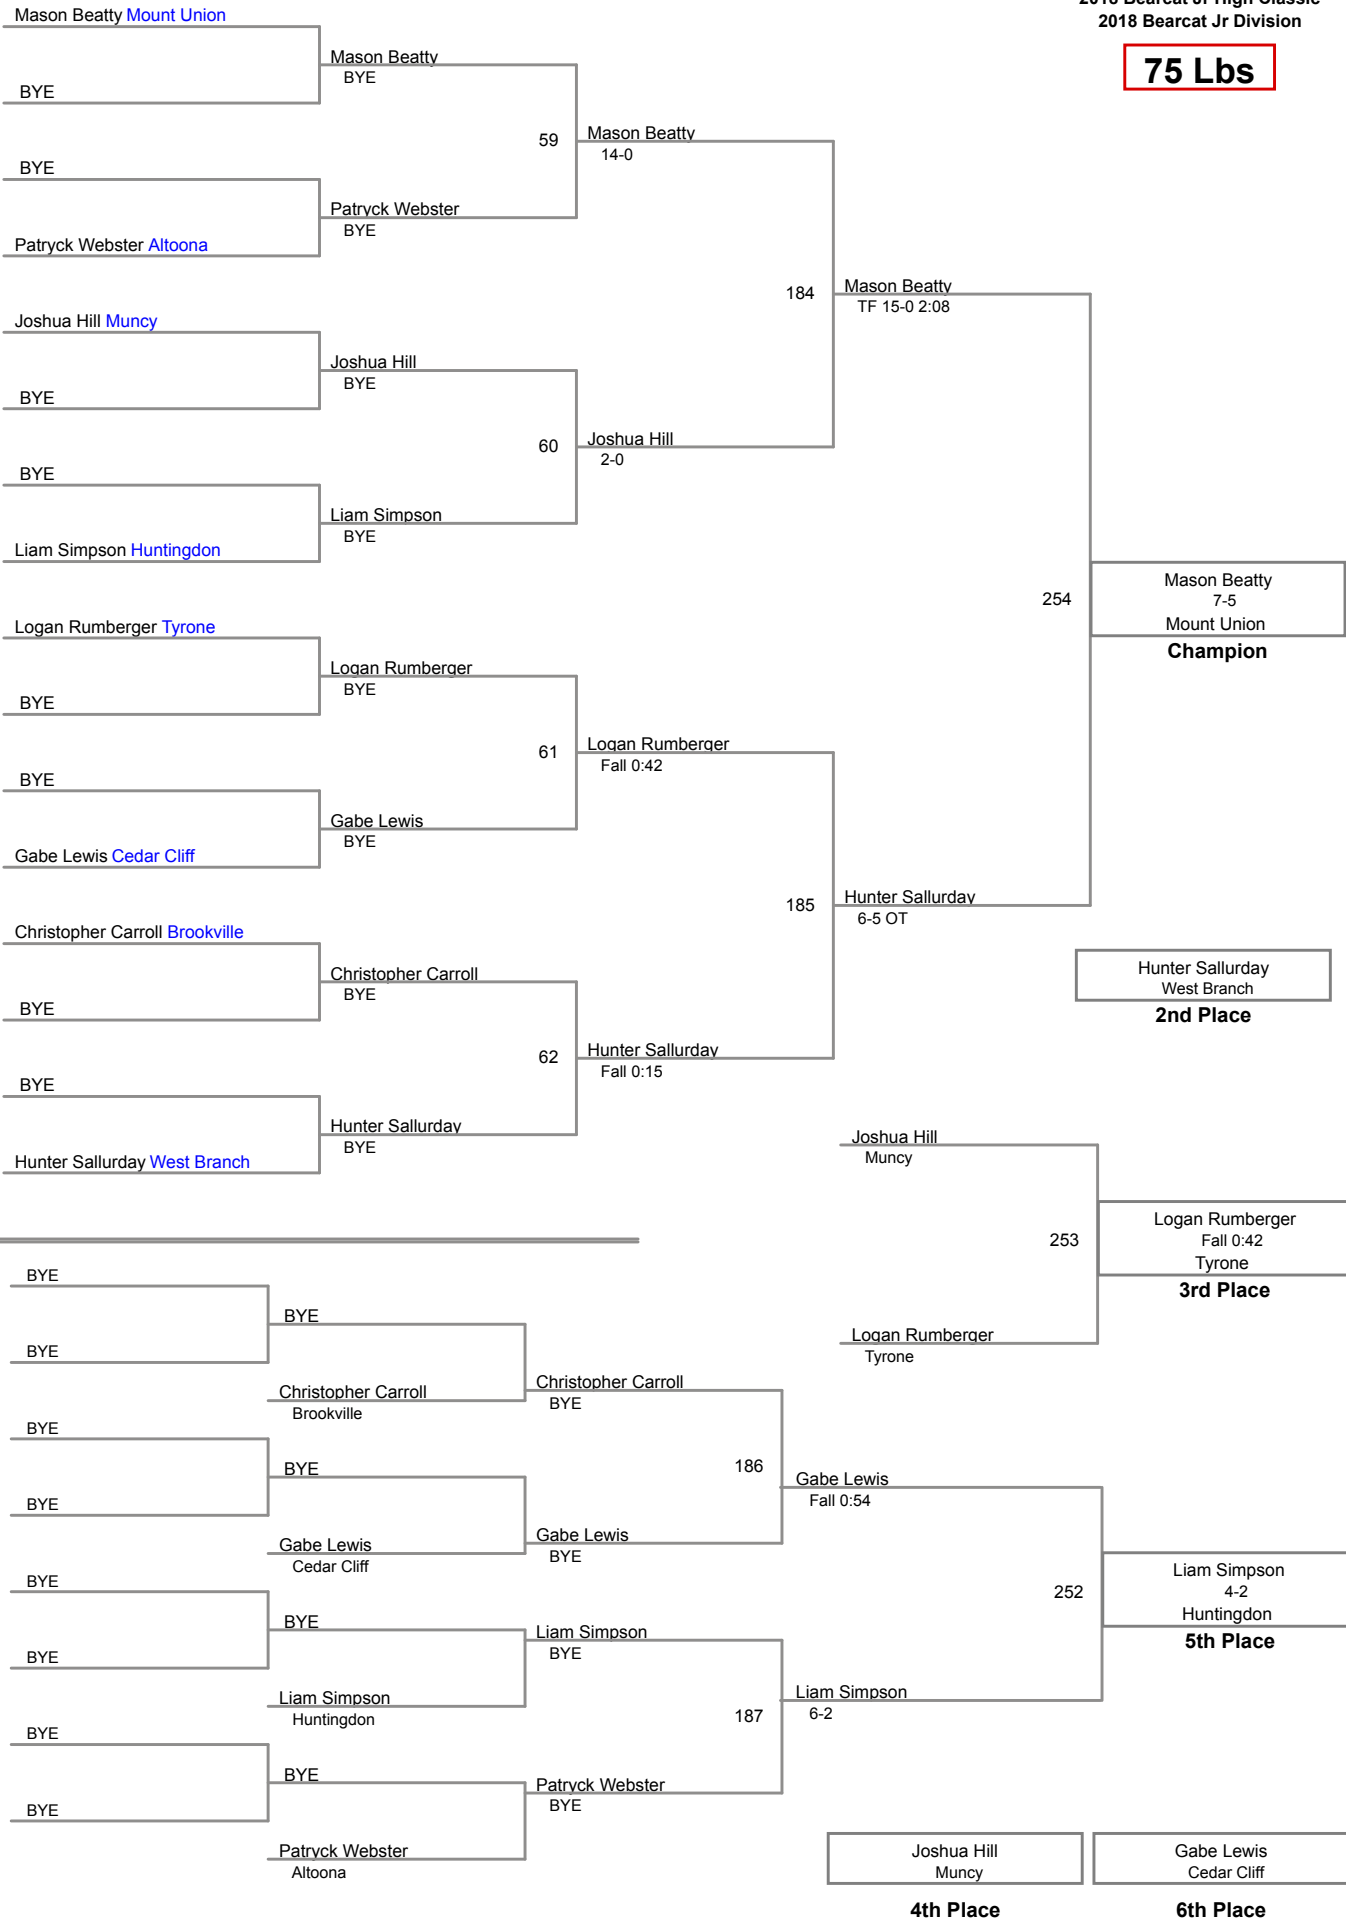 2018 Bearcat Jr High Classic
2018 Bearcat Jr Division
75 Lbs
Mason Beatty Mount Union
BYE
BYE
Patryck Webster Altoona
Joshua Hill Muncy
BYE
BYE
Liam Simpson Huntingdon
Logan Rumberger Tyrone
BYE
BYE
Gabe Lewis Cedar Cliff
Christopher Carroll Brookville
BYE
BYE
Hunter Sallurday West Branch
Mason Beatty
BYE
59
Patryck Webster
BYE
Joshua Hill
BYE
60
Liam Simpson
BYE
Logan Rumberger
BYE
61
Gabe Lewis
BYE
Christopher Carroll
BYE
62
Hunter Sallurday
BYE
Mason Beatty
14-0
184
Joshua Hill
2-0
Logan Rumberger
Fall 0:42
185
Hunter Sallurday
Fall 0:15
Mason Beatty
TF 15-0 2:08
254
Hunter Sallurday
6-5 OT
Mason Beatty
7-5
Mount Union
Champion
Hunter Sallurday
West Branch
2nd Place
Joshua Hill
Muncy
253
Logan Rumberger
Tyrone
Logan Rumberger
Fall 0:42
Tyrone
3rd Place
BYE
BYE
BYE
BYE
BYE
BYE
BYE
BYE
BYE
Christopher Carroll
Brookville
BYE
Gabe Lewis
Cedar Cliff
BYE
Liam Simpson
Huntingdon
BYE
Patryck Webster
Altoona
Christopher Carroll
BYE
186
Gabe Lewis
BYE
Liam Simpson
BYE
187
Patryck Webster
BYE
Gabe Lewis
Fall 0:54
252
Liam Simpson
6-2
Liam Simpson
4-2
Huntingdon
5th Place
Joshua Hill
Muncy
4th Place
Gabe Lewis
Cedar Cliff
6th Place